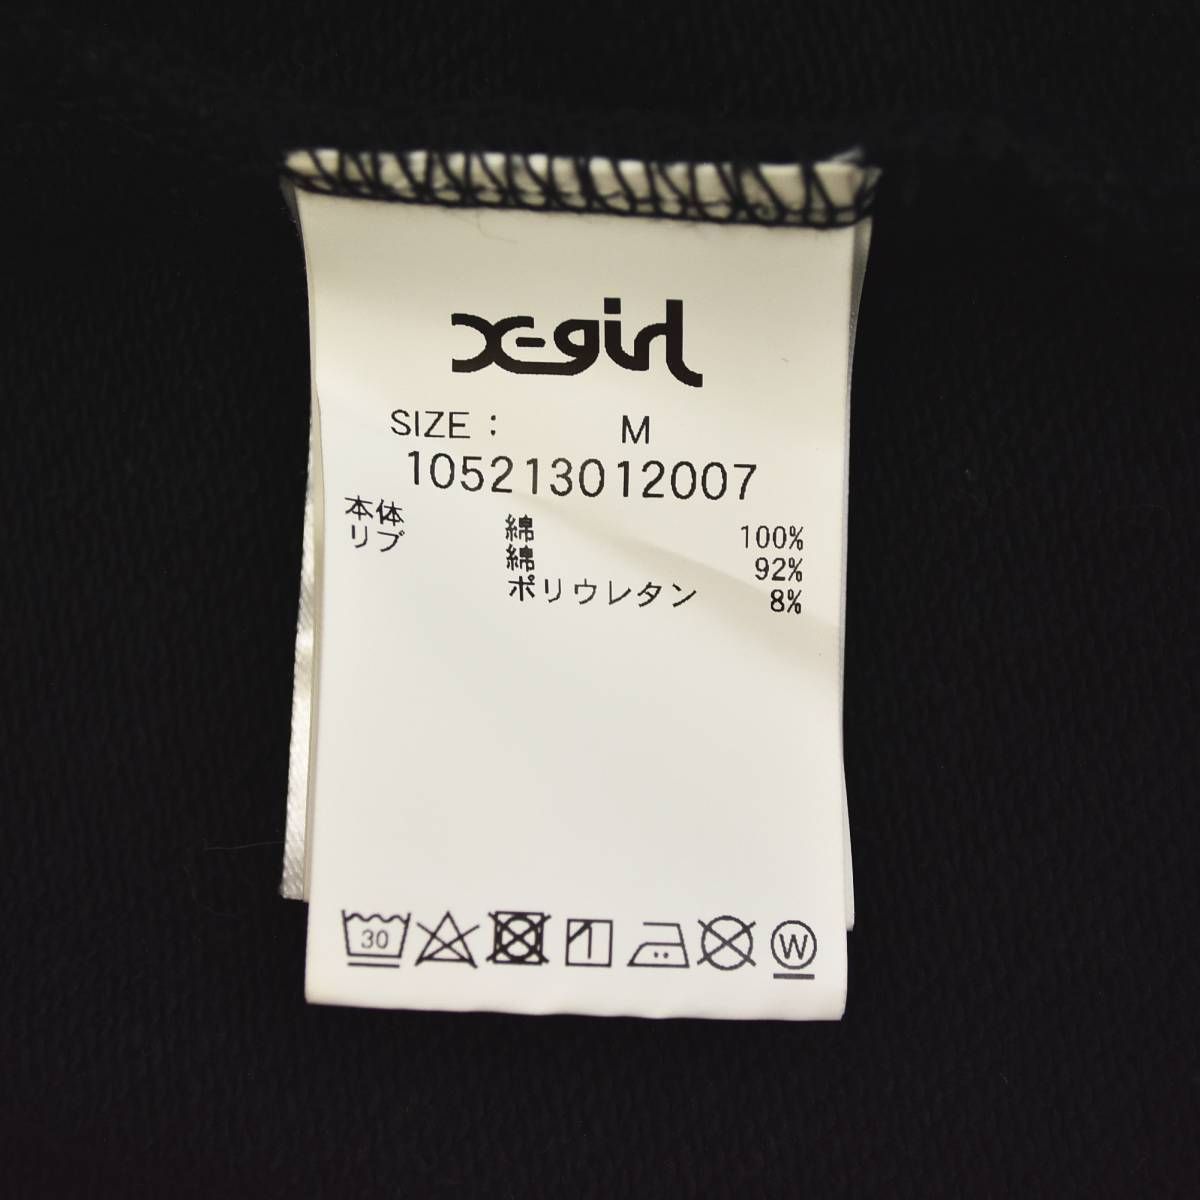 X-girl
SIZE : M
105213012007
本体 綿 100%
リブ 綿 92%
ポリウレタン 8%
30
W